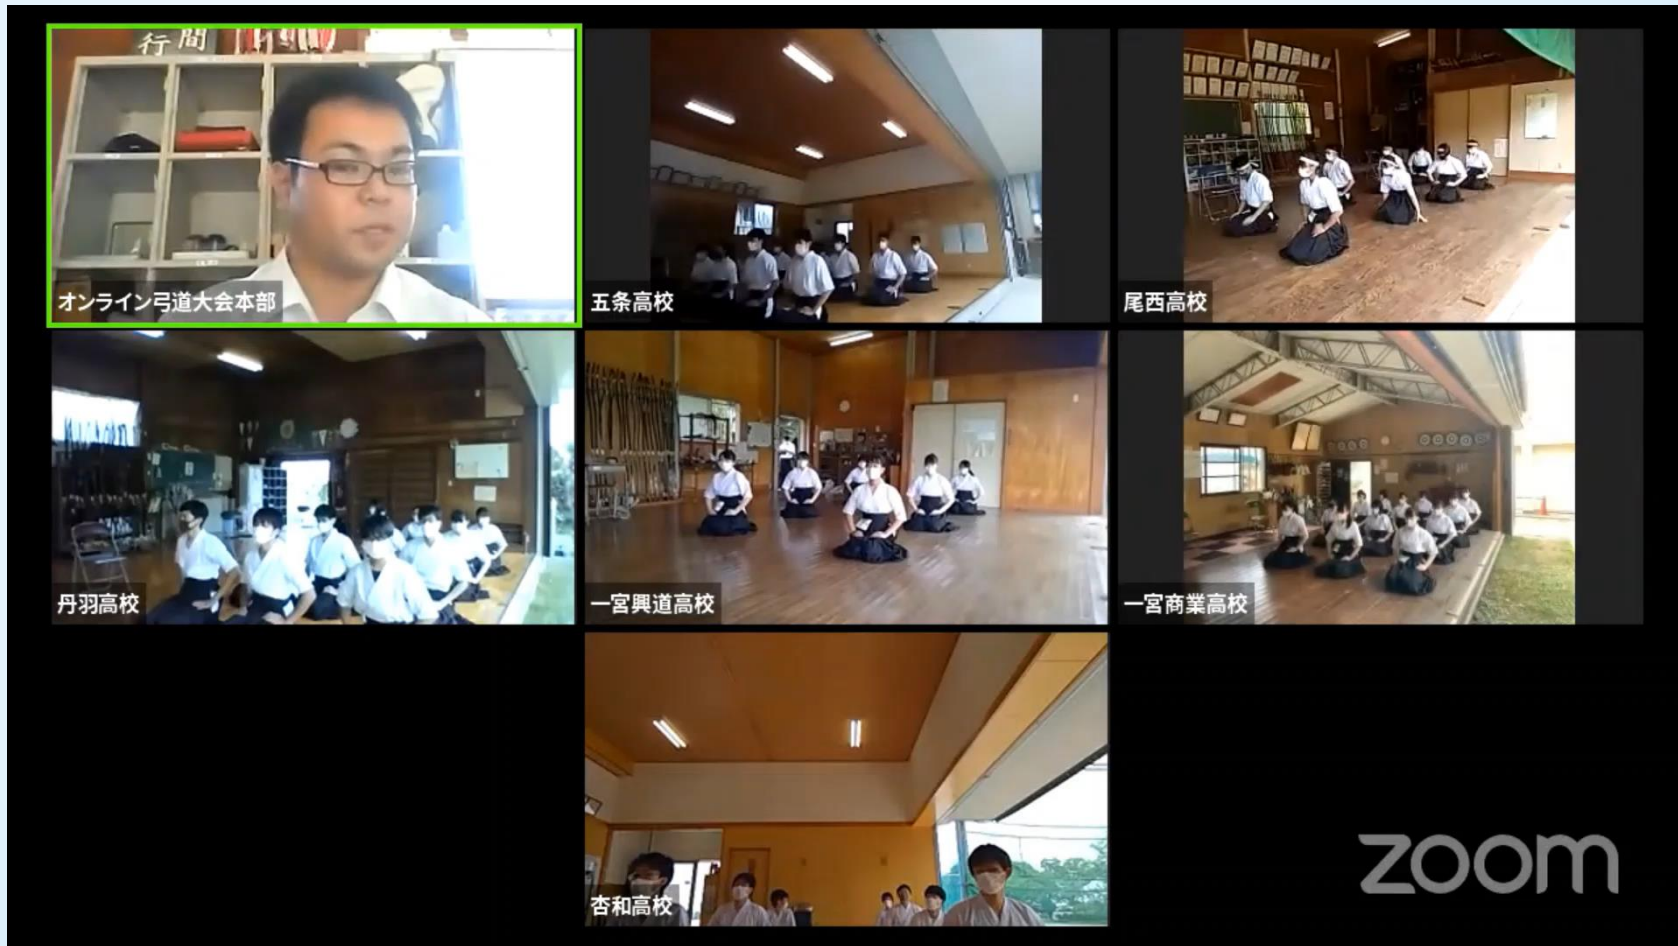 行間
オンライン弓道大会本部
五条高校
尾西高校
丹羽高校
一宮興道高校
一宮商業高校
杏和高校
zoom